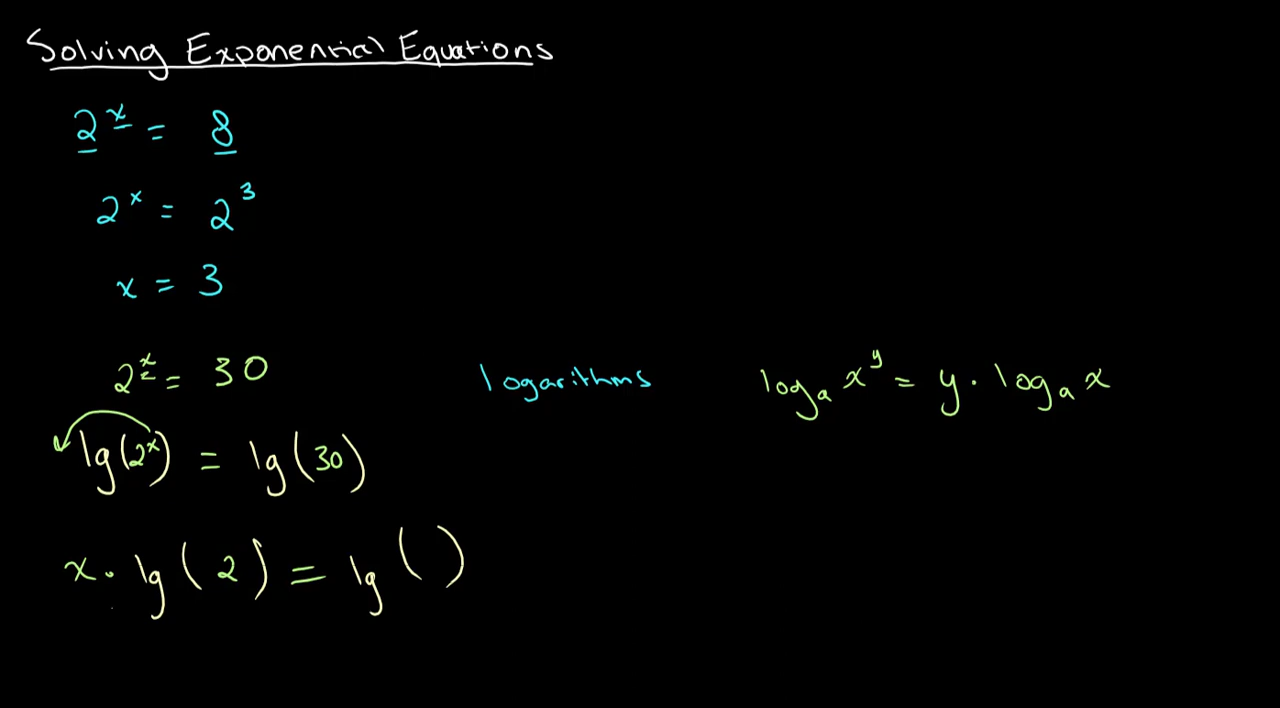 Solving Exponential Equations
2^x = 8
2^x = 2^3
x = 3
2^x = 30
logarithms
log_a x^y = y · log_a x
lg(2^x) = lg(30)
x · lg(2) = lg( )